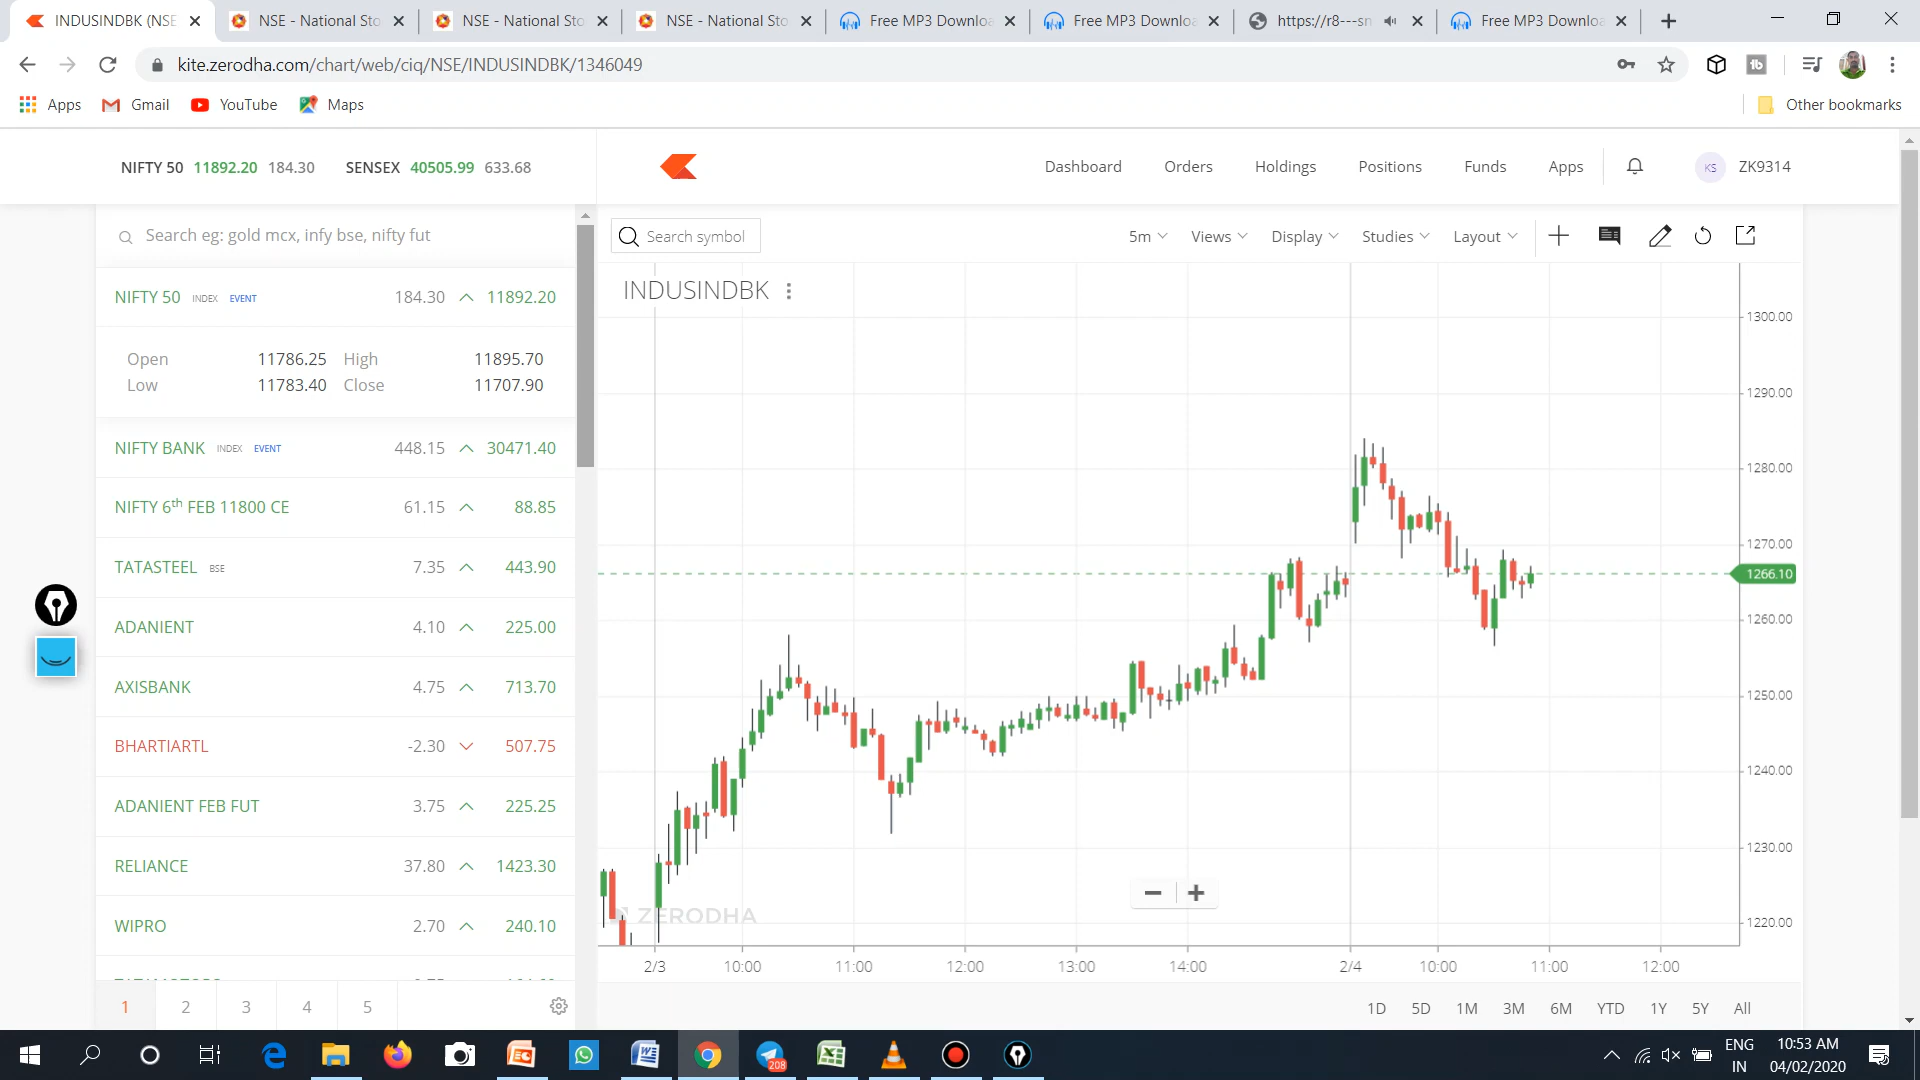 INDUSINDBK (NSE
NSE - National Sto
NSE - National Sto
NSE - National Sto
Free MP3 Downloa
Free MP3 Downloa
https://r8---sn
Free MP3 Downloa
kite.zerodha.com/chart/web/ciq/NSE/INDUSINDBK/1346049
Apps
Gmail
YouTube
Maps
Other bookmarks
NIFTY 50 11892.20 184.30 SENSEX 40505.99 633.68
Dashboard Orders Holdings Positions Funds Apps KS ZK9314
Search eg: gold mcx, infy bse, nifty fut
NIFTY 50 INDEX EVENT 184.30 11892.20
Open 11786.25 High 11895.70
Low 11783.40 Close 11707.90
NIFTY BANK INDEX EVENT 448.15 30471.40
NIFTY 6th FEB 11800 CE 61.15 88.85
TATASTEEL BSE 7.35 443.90
ADANIENT 4.10 225.00
AXISBANK 4.75 713.70
BHARTIARTL -2.30 507.75
ADANIENT FEB FUT 3.75 225.25
RELIANCE 37.80 1423.30
WIPRO 2.70 240.10
1 2 3 4 5
Search symbol 5m Views Display Studies Layout
INDUSINDBK
1300.00
1290.00
1280.00
1270.00
1266.10
1260.00
1250.00
1240.00
1230.00
1220.00
ZERODHA
2/3 10:00 11:00 12:00 13:00 14:00 2/4 10:00 11:00 12:00
1D 5D 1M 3M 6M YTD 1Y 5Y All
208
ENG
IN
10:53 AM
04/02/2020